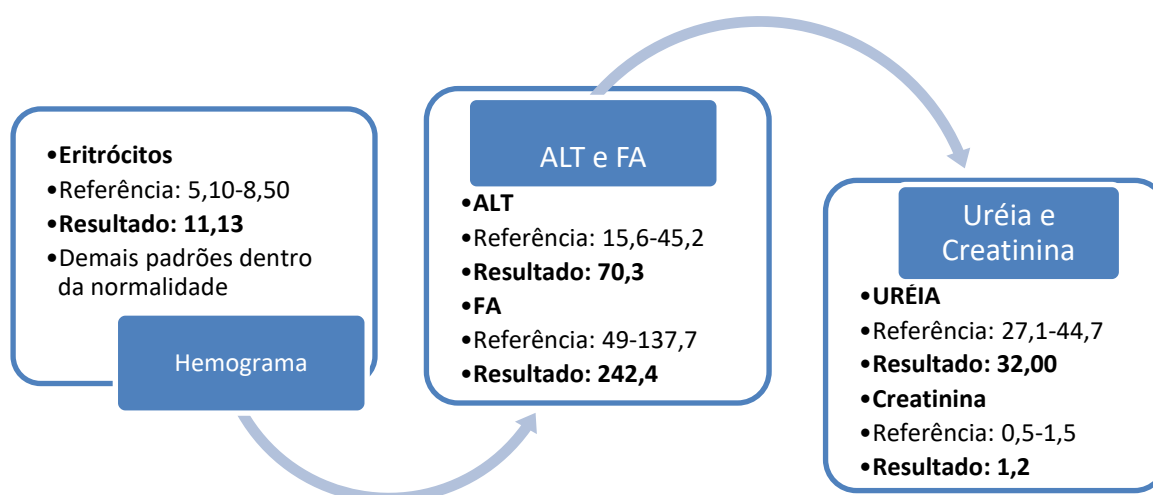 •Eritrócitos
•Referência: 5,10-8,50
•Resultado: 11,13
•Demais padrões dentro
da normalidade
Hemograma
ALT e FA
•ALT
•Referência: 15,6-45,2
•Resultado: 70,3
•FA
•Referência: 49-137,7
•Resultado: 242,4
Uréia e
Creatinina
•URÉIA
•Referência: 27,1-44,7
•Resultado: 32,00
•Creatinina
•Referência: 0,5-1,5
•Resultado: 1,2